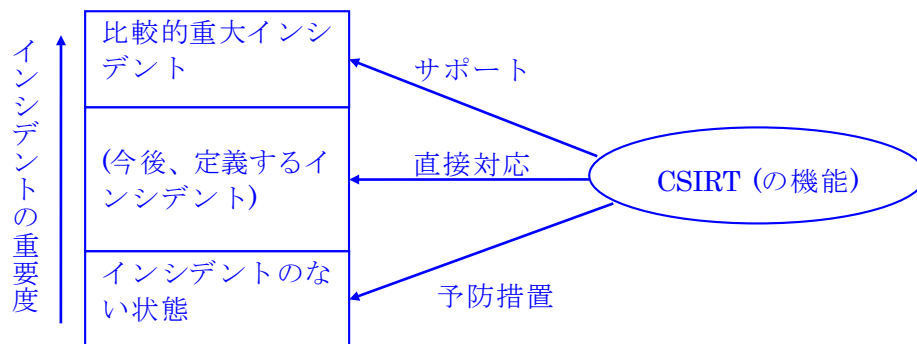 インシデントの重要度
比較的重大インシ
デント
(今後、定義するイ
ンシデント)
インシデントのな
い状態
サポート
直接対応
予防措置
CSIRT (の機能)